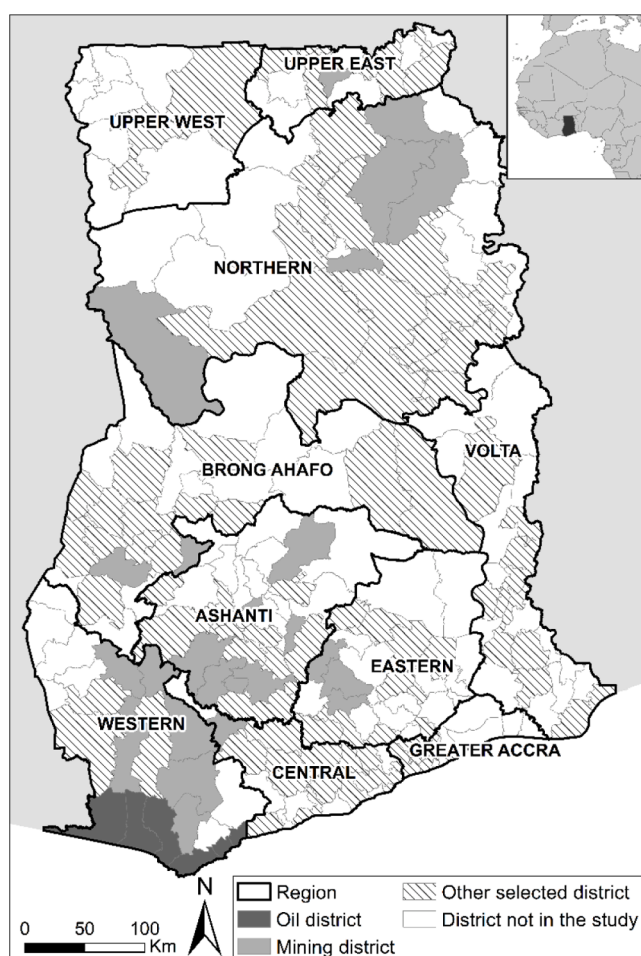 UPPER EAST
UPPER WEST
NORTHERN
VOLTA
BRONG AHAFO
ASHANTI
EASTERN
WESTERN
GREATER ACCRA
CENTRAL
N
0 50 100
Km
Region
Oil district
Mining district
Other selected district
District not in the study